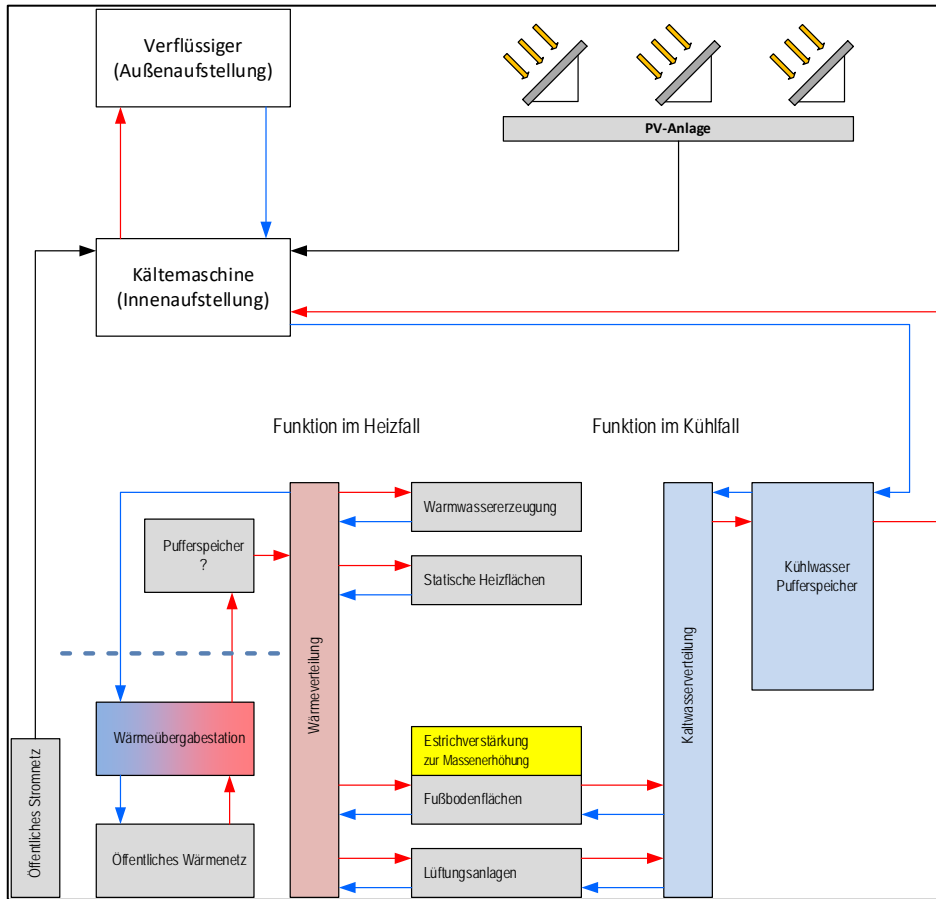 Verflüssiger
(Außenaufstellung)
PV-Anlage
Kältemaschine
(Innenaufstellung)
Funktion im Heizfall
Funktion im Kühlfall
Warmwassererzeugung
Pufferspeicher
?
Statische Heizflächen
Kühlwasser
Pufferspeicher
Wärmeverteilung
Kaltwasserverteilung
Wärmeübergabestation
Estrichverstärkung
zur Massenerhöhung
Fußbodenflächen
Öffentliches Stromnetz
Öffentliches Wärmenetz
Lüftungsanlagen